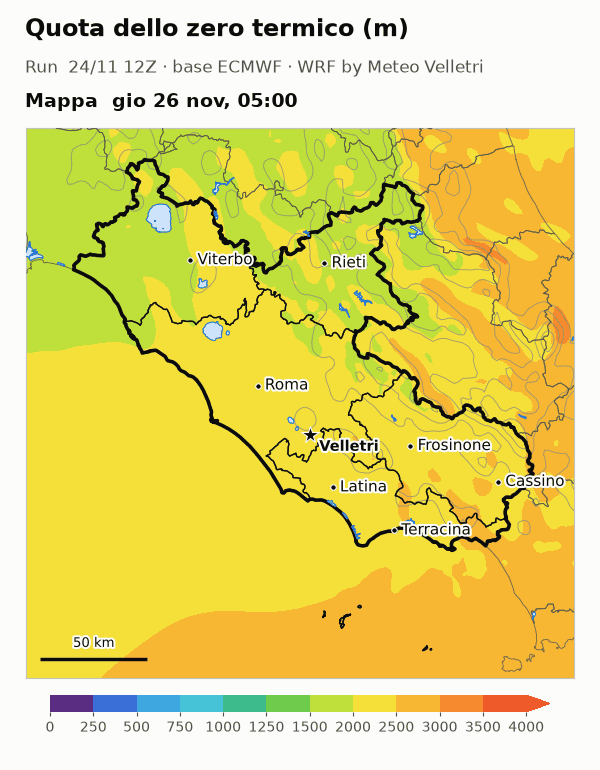 Quota dello zero termico (m)
Run  24/11 12Z · base ECMWF · WRF by Meteo Velletri
Mappa  gio 26 nov, 05:00
Viterbo
Rieti
Roma
Velletri
Frosinone
Latina
Cassino
Terracina
50 km
0 250 500 750 1000 1250 1500 2000 2500 3000 3500 4000